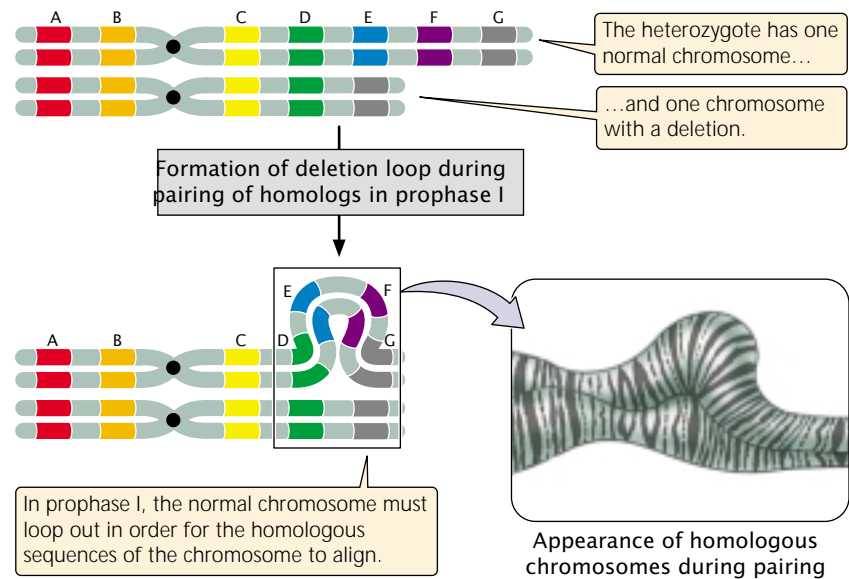 A B C D E F G
The heterozygote has one
normal chromosome…
…and one chromosome
with a deletion.
Formation of deletion loop during
pairing of homologs in prophase I
E F
A B C D G
In prophase I, the normal chromosome must
loop out in order for the homologous
sequences of the chromosome to align.
Appearance of homologous
chromosomes during pairing